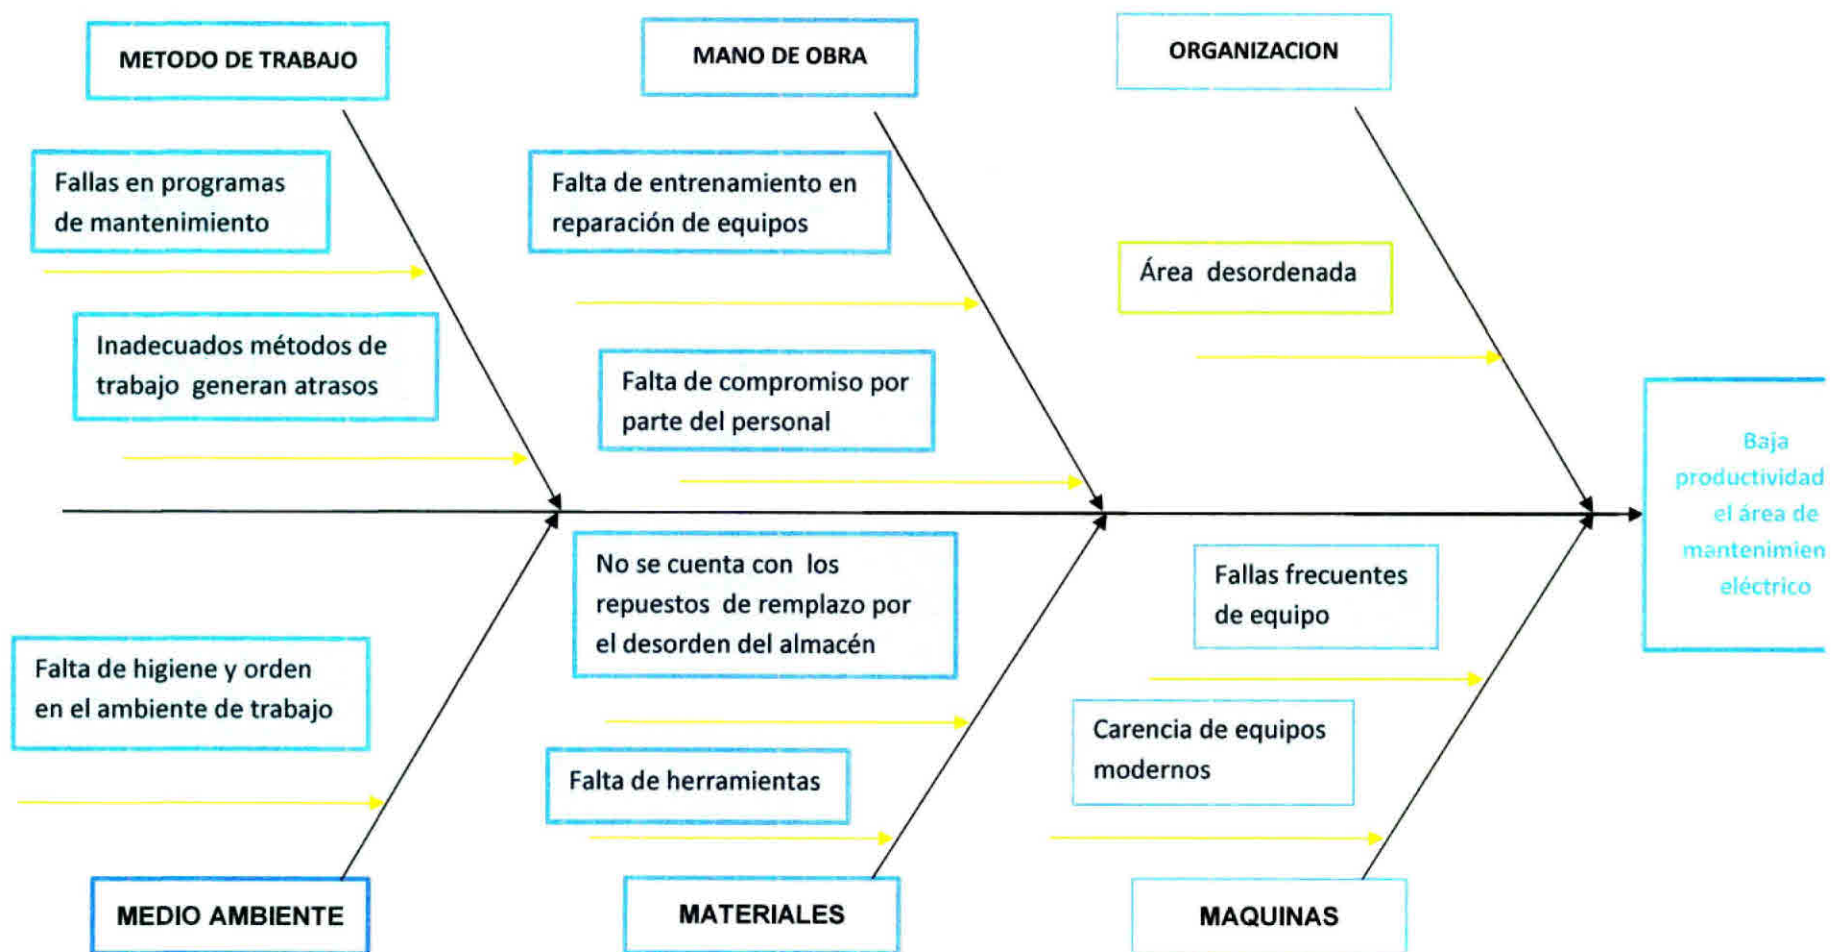 METODO DE TRABAJO
MANO DE OBRA
ORGANIZACION
Fallas en programas
de mantenimiento
Inadecuados métodos de
trabajo generan atrasos
Falta de entrenamiento en
reparación de equipos
Falta de compromiso por
parte del personal
Área desordenada
Baja
productividad
el área de
mantenimien
eléctrico
Falta de higiene y orden
en el ambiente de trabajo
No se cuenta con los
repuestos de remplazo por
el desorden del almacén
Falta de herramientas
Fallas frecuentes
de equipo
Carencia de equipos
modernos
MEDIO AMBIENTE
MATERIALES
MAQUINAS